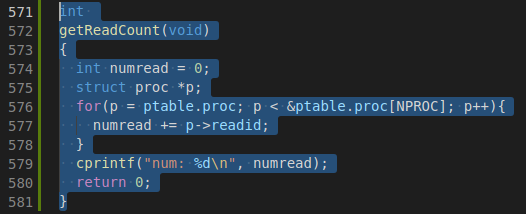 571 int
572 getReadCount(void)
573 {
574   int numread = 0;
575   struct proc *p;
576   for(p = ptable.proc; p < &ptable.proc[NPROC]; p++){
577     numread += p->readid;
578   }
579   cprintf("num: %d\n", numread);
580   return 0;
581 }